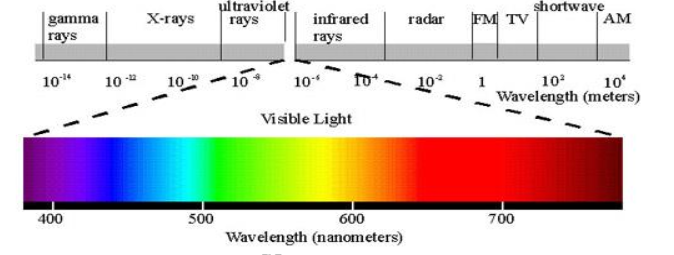 gamma rays X-rays ultraviolet rays infrared rays radar FM TV shortwave AM
10⁻¹⁴ 10⁻¹² 10⁻¹⁰ 10⁻⁸ 10⁻⁶ 10⁻⁴ 10⁻² 1 10² 10⁴
Wavelength (meters)
Visible Light
400 500 600 700
Wavelength (nanometers)